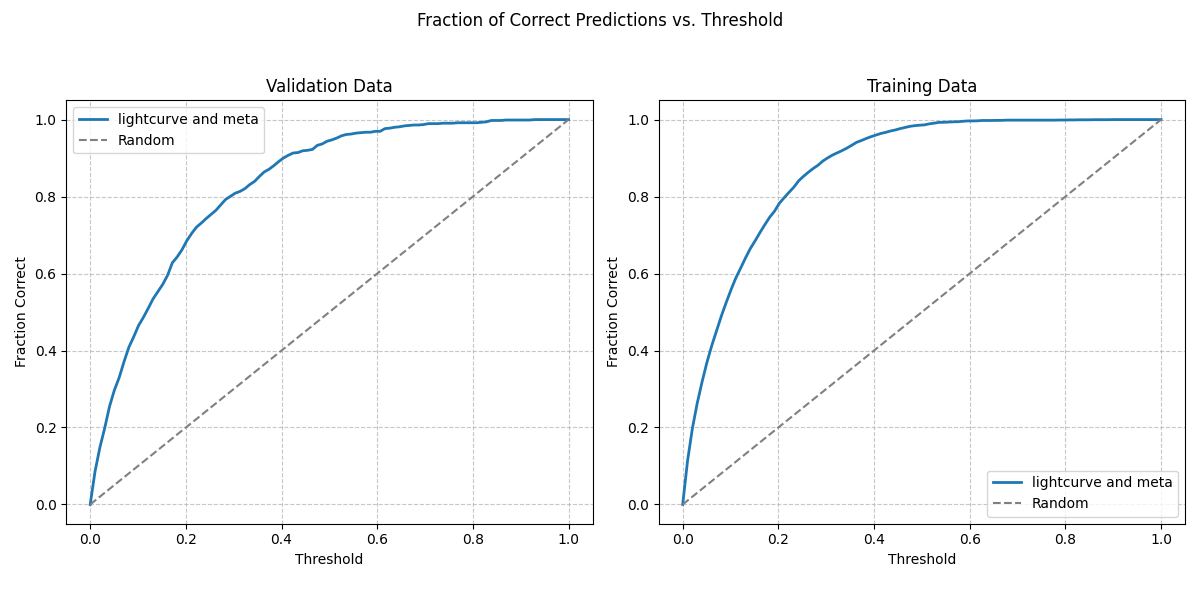 Fraction of Correct Predictions vs. Threshold
Validation Data
1.0
0.8
0.6
0.4
0.2
0.0
Fraction Correct
lightcurve and meta
Random
0.0 0.2 0.4 0.6 0.8 1.0
Threshold
Training Data
1.0
0.8
0.6
0.4
0.2
0.0
Fraction Correct
lightcurve and meta
Random
0.0 0.2 0.4 0.6 0.8 1.0
Threshold